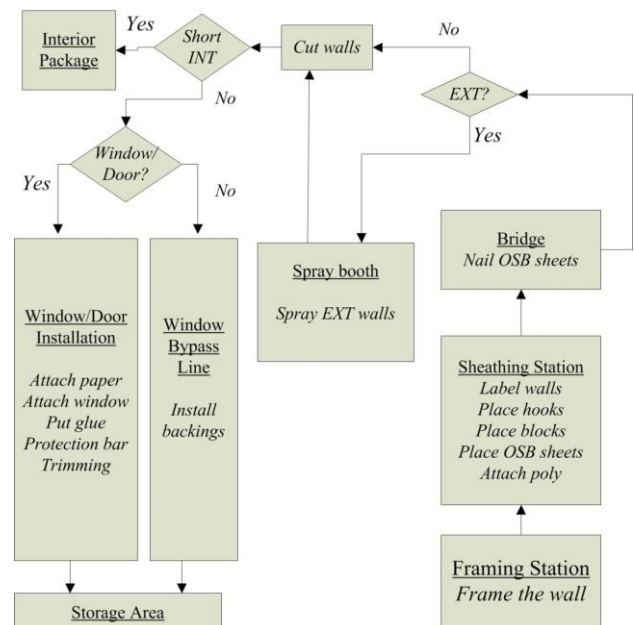 Interior
Package
Yes
Short
INT
Cut walls
No
EXT?
Yes
No
Window/
Door?
Yes
No
Window/Door
Installation
Attach paper
Attach window
Put glue
Protection bar
Trimming
Window
Bypass
Line
Install
backings
Storage Area
Spray booth
Spray EXT walls
Bridge
Nail OSB sheets
Sheathing Station
Label walls
Place hooks
Place blocks
Place OSB sheets
Attach poly
Framing Station
Frame the wall